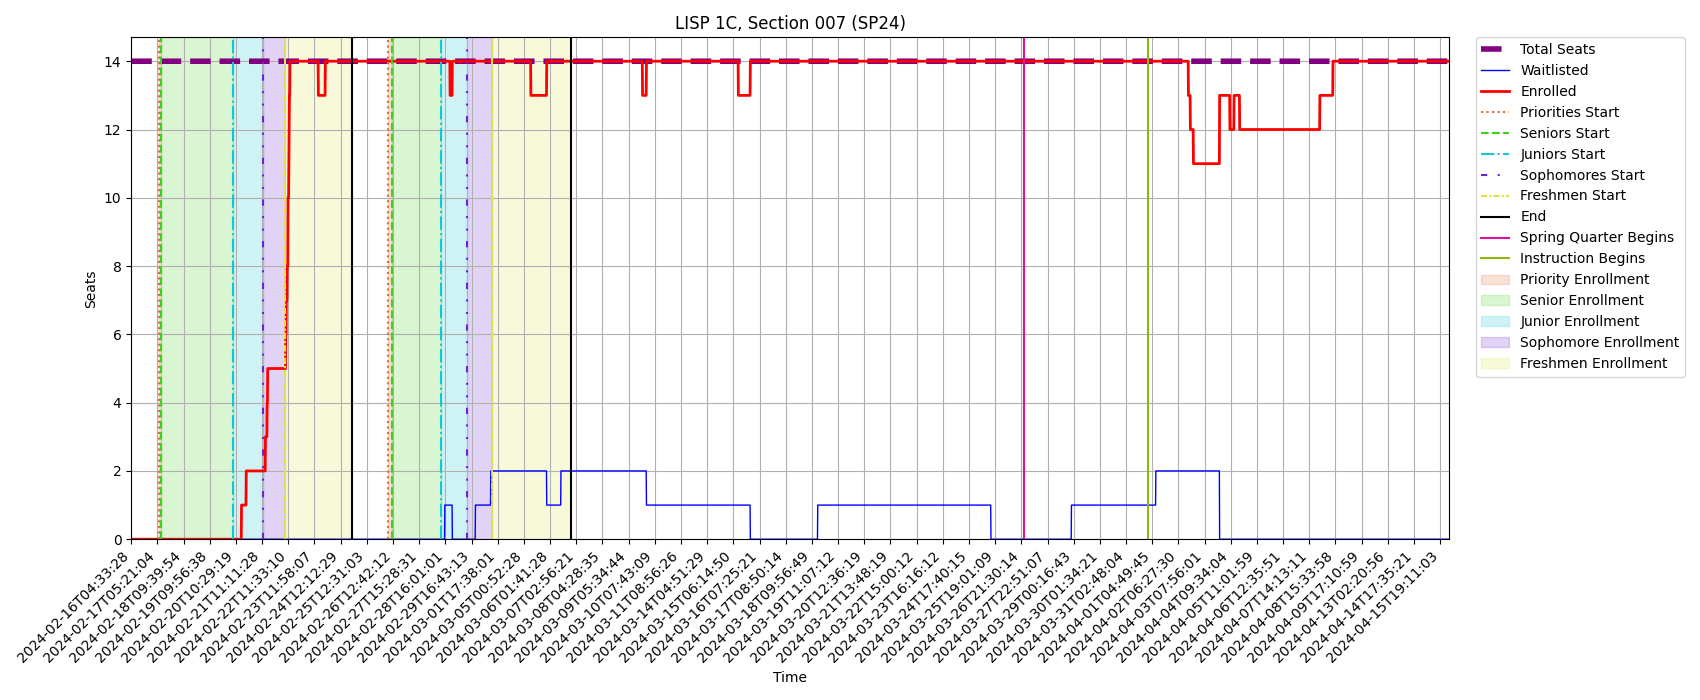 LISP 1C, Section 007 (SP24)
Seats
14
12
10
8
6
4
2
0
2024-02-16T04:33:28
2024-02-17T05:21:04
2024-02-18T09:39:54
2024-02-19T09:56:38
2024-02-20T10:29:19
2024-02-21T11:11:28
2024-02-22T11:33:10
2024-02-23T11:58:07
2024-02-24T12:12:29
2024-02-25T12:31:03
2024-02-26T12:42:12
2024-02-27T15:28:31
2024-02-28T16:01:01
2024-02-29T16:43:13
2024-03-01T17:38:01
2024-03-05T00:52:28
2024-03-06T01:41:28
2024-03-07T02:56:21
2024-03-08T04:28:35
2024-03-09T05:34:44
2024-03-10T07:43:09
2024-03-11T08:56:26
2024-03-14T04:51:29
2024-03-15T06:14:50
2024-03-16T07:25:21
2024-03-17T08:50:14
2024-03-18T09:56:49
2024-03-19T11:07:12
2024-03-20T12:36:19
2024-03-21T13:48:19
2024-03-22T15:00:12
2024-03-23T16:16:12
2024-03-24T17:40:15
2024-03-25T19:01:09
2024-03-26T21:30:14
2024-03-27T22:51:07
2024-03-29T00:16:43
2024-03-30T01:34:21
2024-03-31T02:48:04
2024-04-01T04:49:45
2024-04-02T06:27:30
2024-04-03T07:56:01
2024-04-04T09:34:04
2024-04-05T11:01:59
2024-04-06T12:35:51
2024-04-07T14:13:11
2024-04-08T15:33:58
2024-04-09T17:10:59
2024-04-13T02:20:56
2024-04-14T17:35:21
2024-04-15T19:11:03
Time
Total Seats
Waitlisted
Enrolled
Priorities Start
Seniors Start
Juniors Start
Sophomores Start
Freshmen Start
End
Spring Quarter Begins
Instruction Begins
Priority Enrollment
Senior Enrollment
Junior Enrollment
Sophomore Enrollment
Freshmen Enrollment